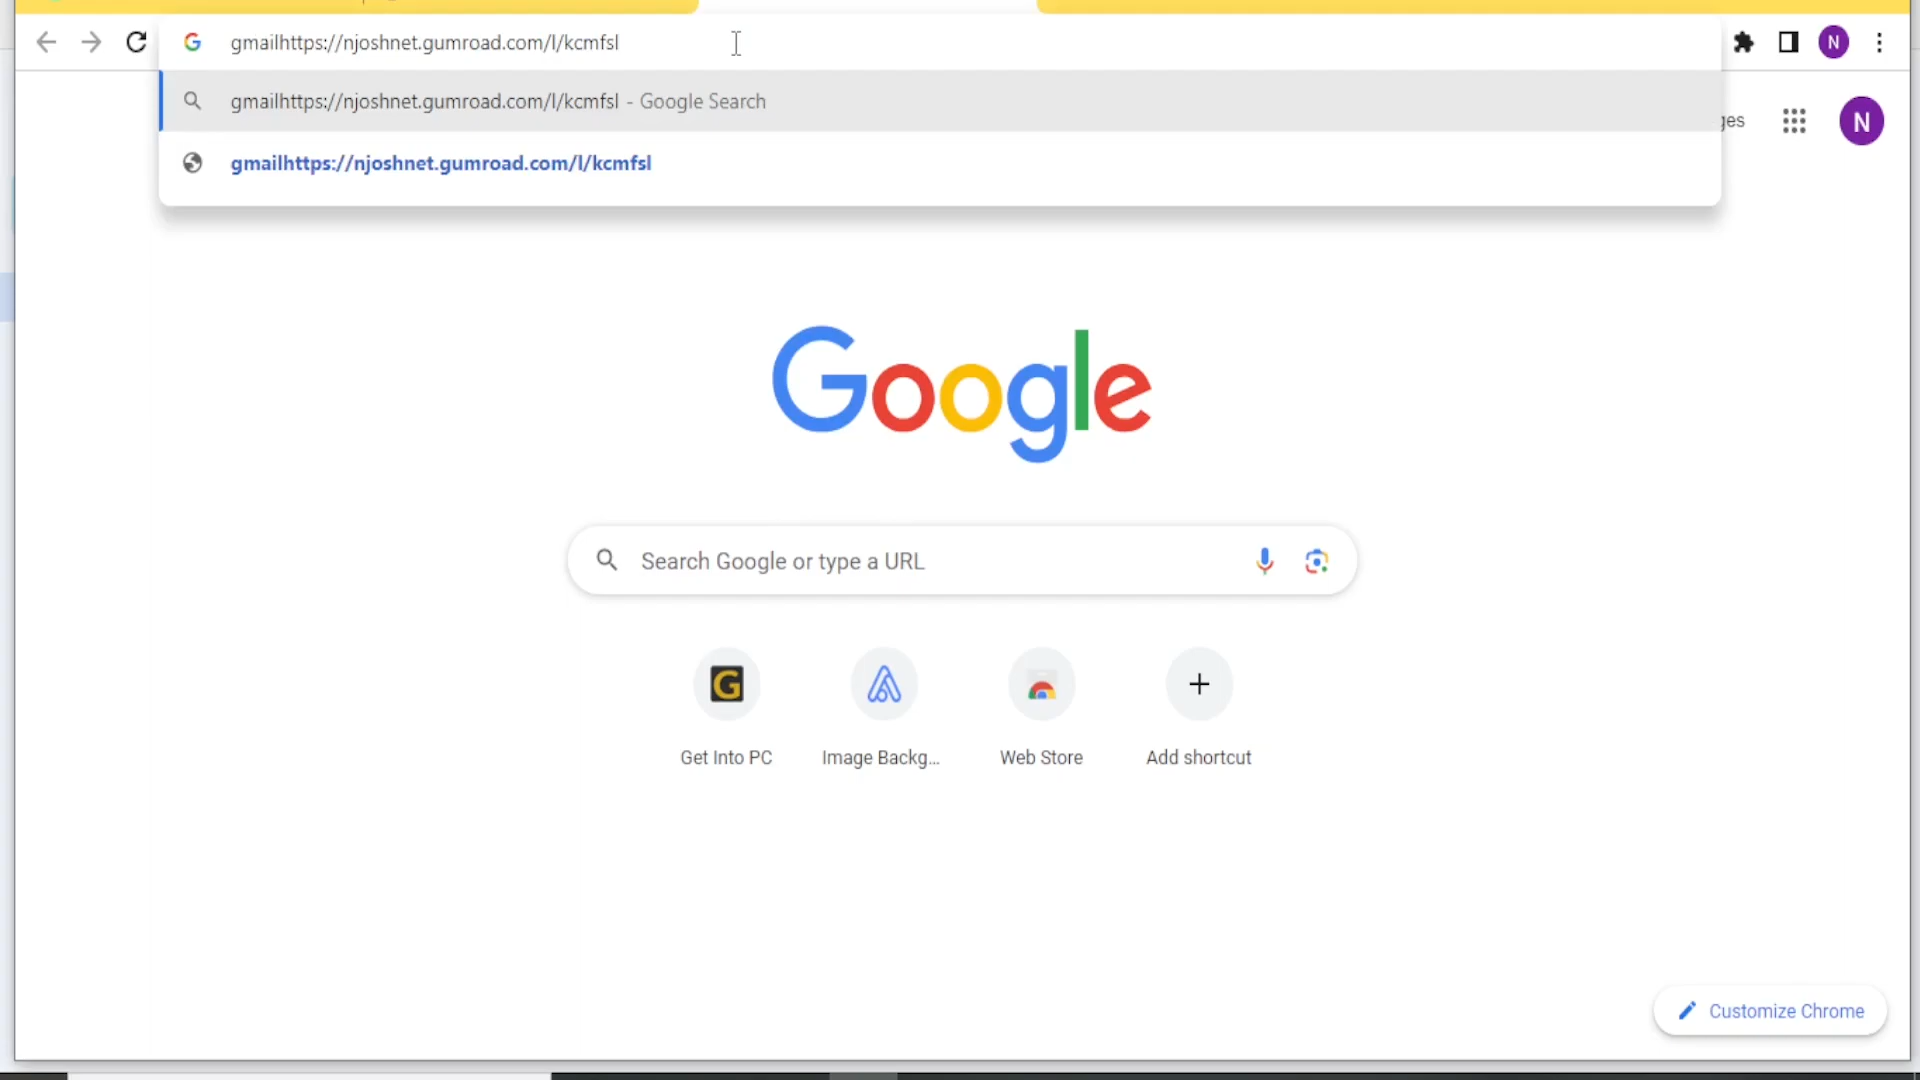 gmailhttps://njoshnet.gumroad.com/l/kcmfsl
N
gmailhttps://njoshnet.gumroad.com/l/kcmfsl - Google Search
ges
N
gmailhttps://njoshnet.gumroad.com/l/kcmfsl
Google
Search Google or type a URL
G
Get Into PC
Image Backg...
Web Store
Add shortcut
Customize Chrome